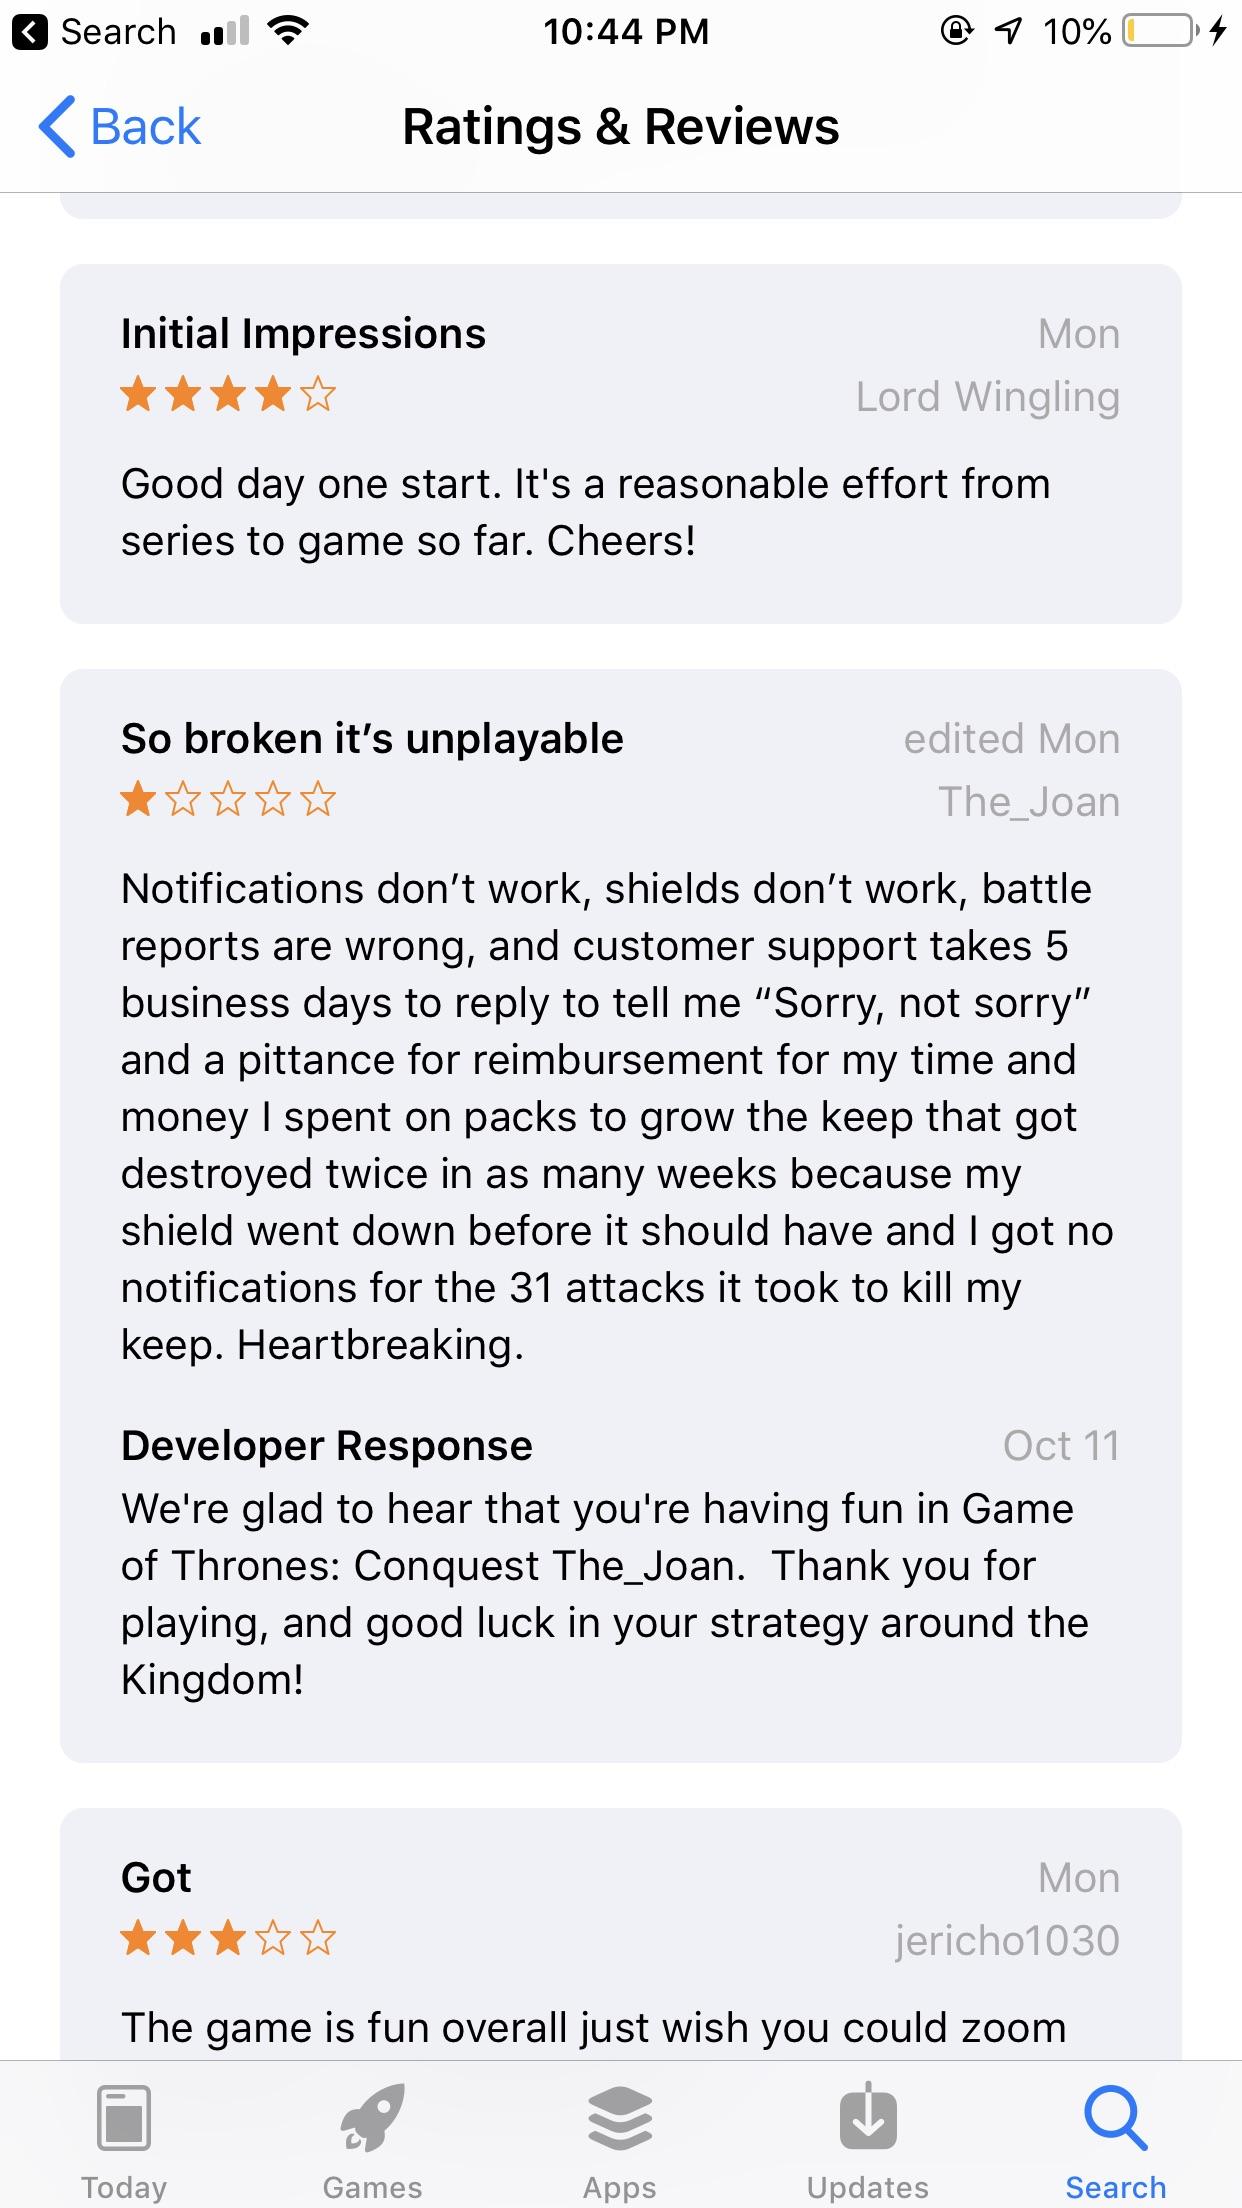 Search
10:44 PM
10%
Back
Ratings & Reviews
Initial Impressions
Mon
Lord Wingling
Good day one start. It's a reasonable effort from
series to game so far. Cheers!
So broken it’s unplayable
edited Mon
The_Joan
Notifications don’t work, shields don’t work, battle
reports are wrong, and customer support takes 5
business days to reply to tell me “Sorry, not sorry”
and a pittance for reimbursement for my time and
money I spent on packs to grow the keep that got
destroyed twice in as many weeks because my
shield went down before it should have and I got no
notifications for the 31 attacks it took to kill my
keep. Heartbreaking.
Developer Response
Oct 11
We're glad to hear that you're having fun in Game
of Thrones: Conquest The_Joan.  Thank you for
playing, and good luck in your strategy around the
Kingdom!
Got
Mon
jericho1030
The game is fun overall just wish you could zoom
Today
Games
Apps
Updates
Search